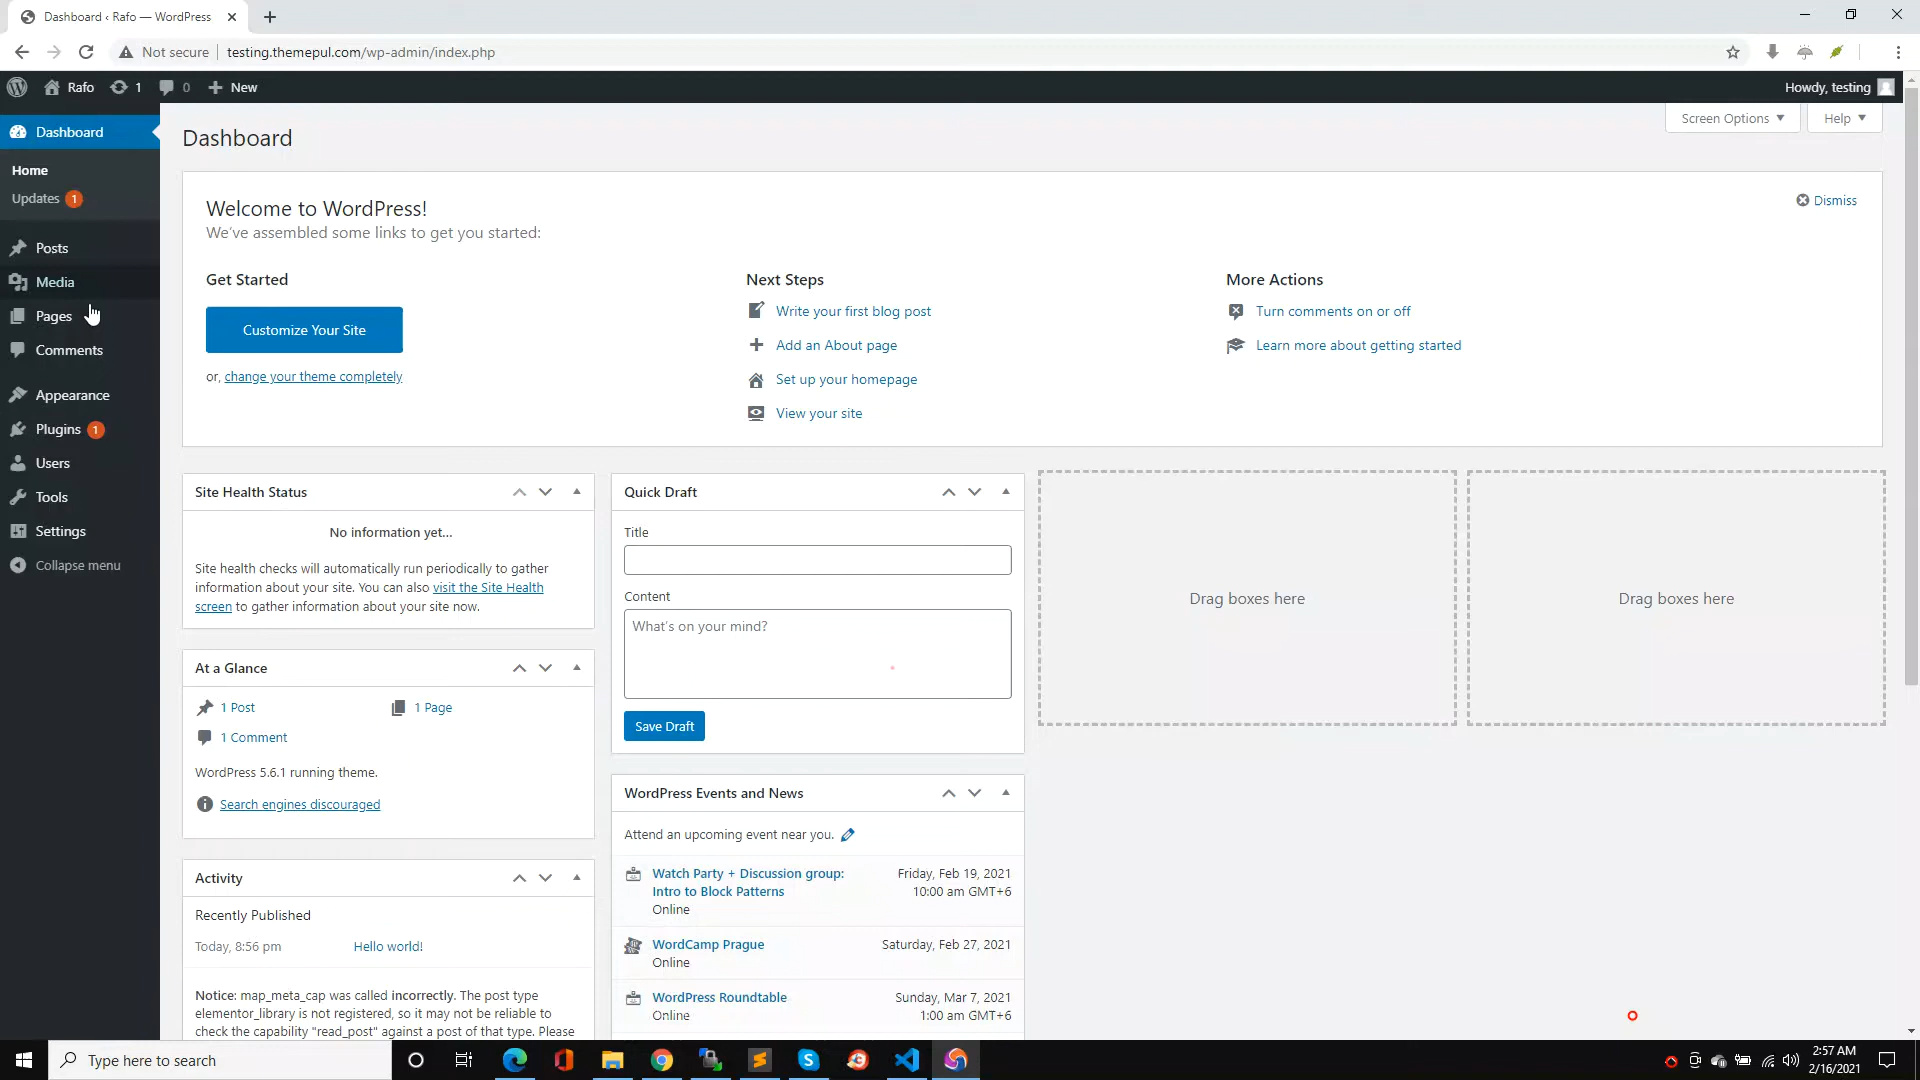 Dashboard ‹ Rafo — WordPress
Not secure
testing.themepul.com/wp-admin/index.php
Rafo
1
0
New
Howdy, testing
Dashboard
Home
Updates 1
Posts
Media
Pages
Comments
Appearance
Plugins 1
Users
Tools
Settings
Collapse menu
Dashboard
Screen Options
Help
Welcome to WordPress!
We've assembled some links to get you started:
Dismiss
Get Started
Customize Your Site
or, change your theme completely
Next Steps
Write your first blog post
Add an About page
Set up your homepage
View your site
More Actions
Turn comments on or off
Learn more about getting started
Site Health Status
No information yet...
Site health checks will automatically run periodically to gather
information about your site. You can also visit the Site Health
screen to gather information about your site now.
At a Glance
1 Post
1 Page
1 Comment
WordPress 5.6.1 running theme.
Search engines discouraged
Activity
Recently Published
Today, 8:56 pm
Hello world!
Notice: map_meta_cap was called incorrectly. The post type
elementor_library is not registered, so it may not be reliable to
check the capability "read_post" against a post of that type. Please
Quick Draft
Title
Content
What's on your mind?
Save Draft
WordPress Events and News
Attend an upcoming event near you.
Watch Party + Discussion group:
Intro to Block Patterns
Online
Friday, Feb 19, 2021
10:00 am GMT+6
WordCamp Prague
Online
Saturday, Feb 27, 2021
WordPress Roundtable
Online
Sunday, Mar 7, 2021
1:00 am GMT+6
Drag boxes here
Drag boxes here
Type here to search
2:57 AM
2/16/2021